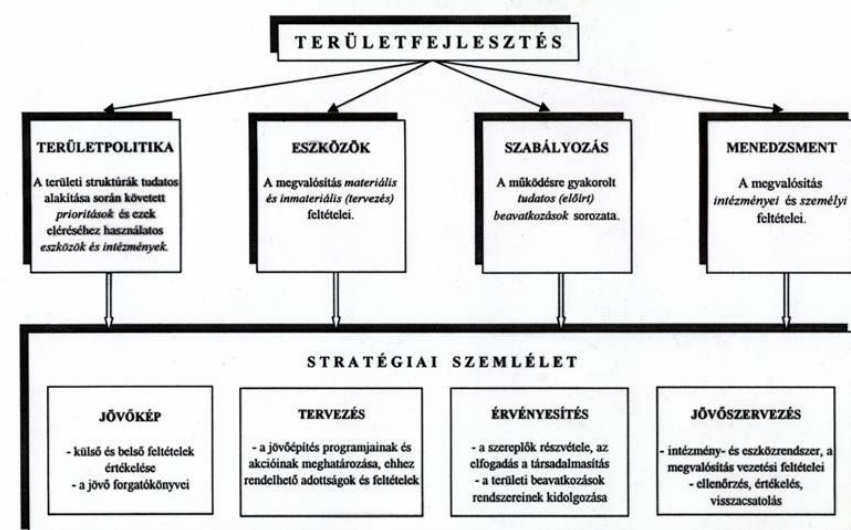 TERÜLETFEJLESZTÉS
TERÜLETPOLITIKA
A területi struktúrák tudatos
alakítása során követett
prioritások és ezek
eléréséhez használatos
eszközök és intézmények.
ESZKÖZÖK
A megvalósítás materiális
és inmateriális (tervezés)
feltételei.
SZABÁLYOZÁS
A működésre gyakorolt
tudatos (előírt)
beavatkozások sorozata.
MENEDZSMENT
A megvalósítás
intézményei és személyi
feltételei.
STRATÉGIAI SZEMLÉLET
JÖVŐKÉP
- külső és belső feltételek
értékelése
- a jövő forgatókönyvei
TERVEZÉS
- a jövőépítés programjainak és
akcióinak meghatározása, ehhez
rendelhető adottságok és feltételek
ÉRVÉNYESÍTÉS
- a szereplők részvétele, az
elfogadás a társadalmasítás
- a területi beavatkozások
rendszereinek kidolgozása
JÖVŐSZERVEZÉS
- intézmény- és eszközrendszer, a
megvalósítás vezetési feltételei
- ellenőrzés, értékelés,
visszacsatolás